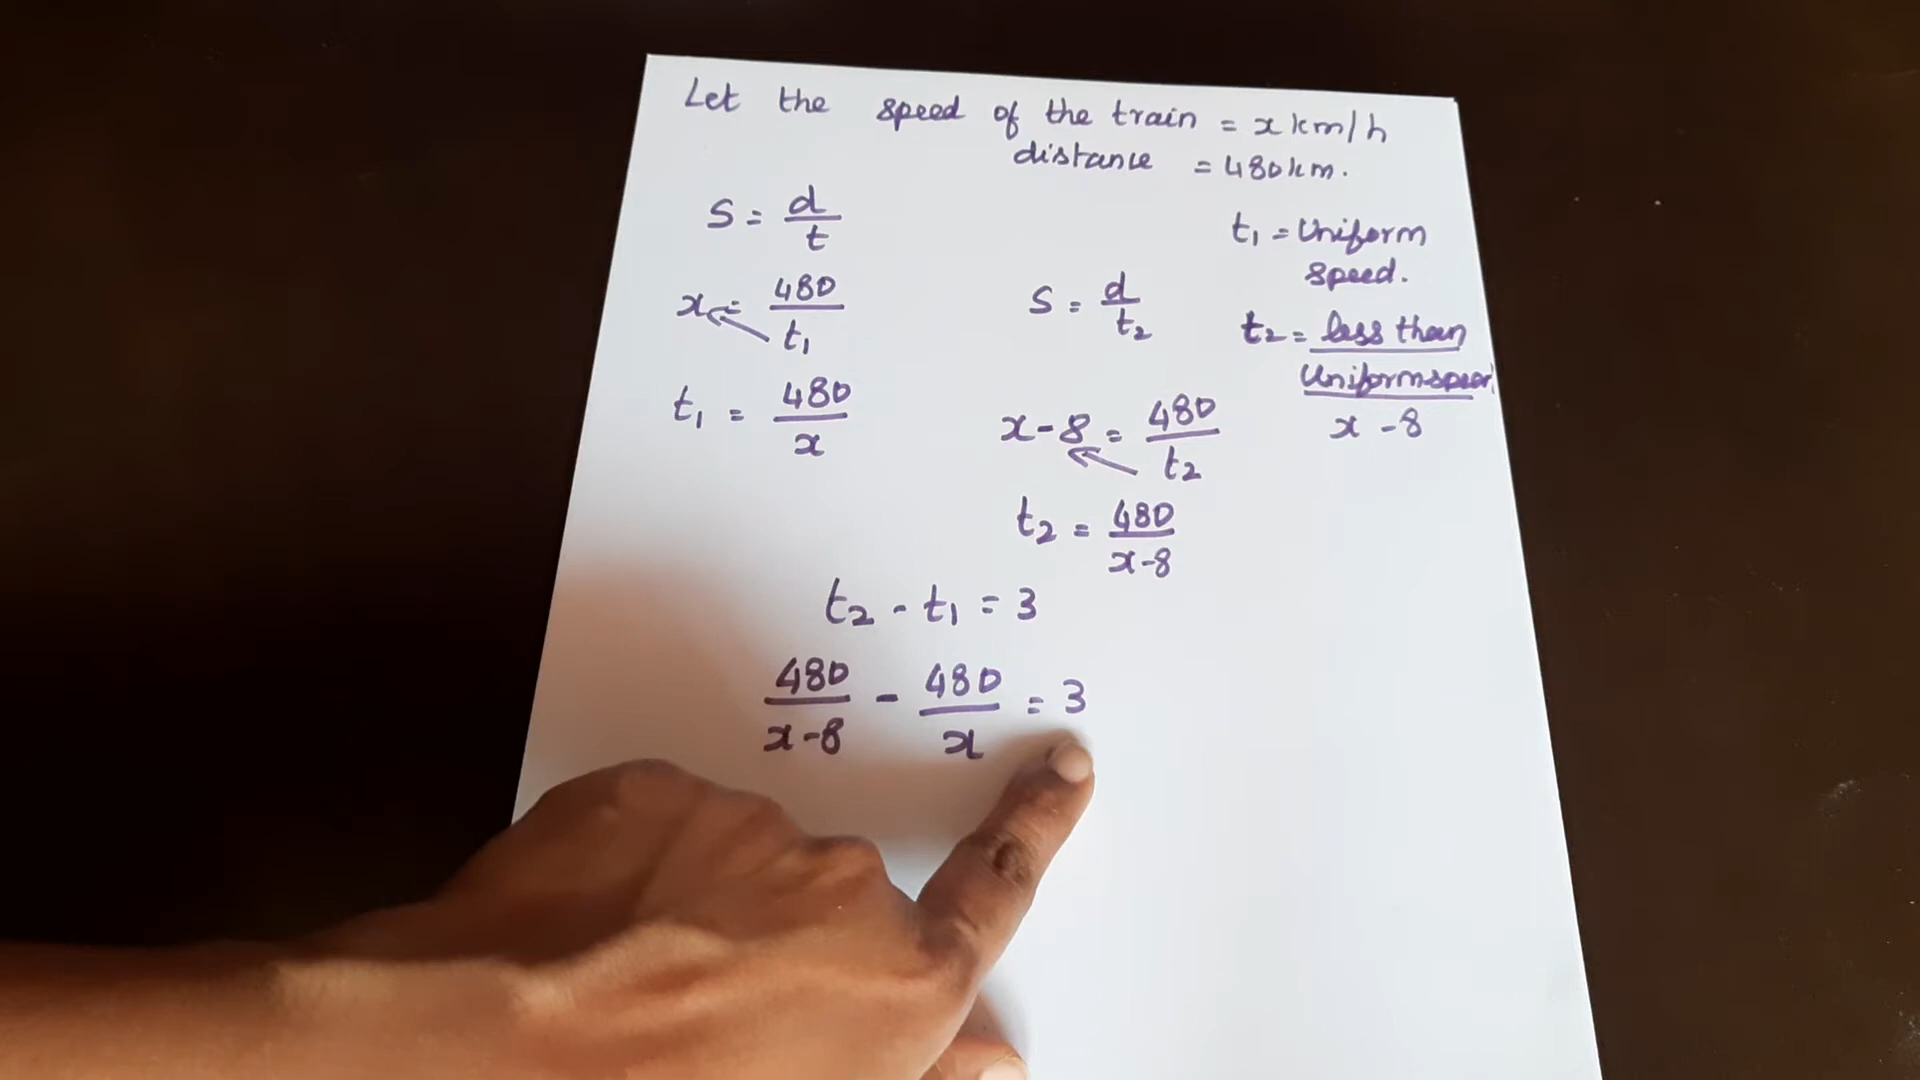 Let the speed of the train = x km/h
distance = 480 km.
S = d/t
x = 480/t₁
t₁ = 480/x
S = d/t₂
x-8 = 480/t₂
t₂ = 480/x-8
t₁ = Uniform
speed.
t₂ = less than
Uniform
x -8
t₂ - t₁ = 3
480/x-8 - 480/x = 3